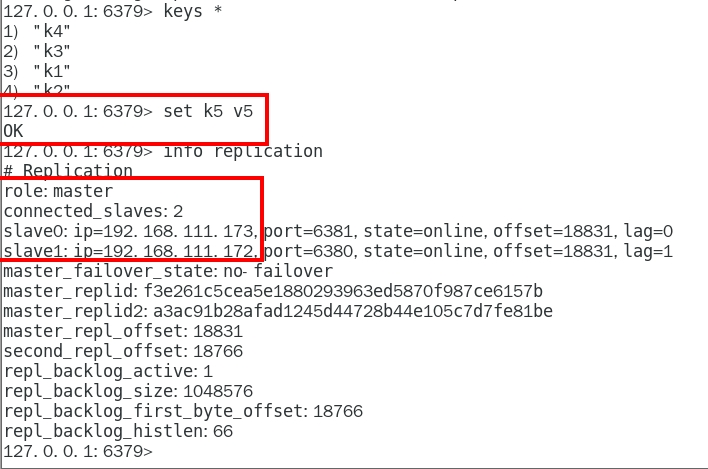 127.0.0.1:6379> keys *
1) "k4"
2) "k3"
3) "k1"
4) "k2"
127.0.0.1:6379> set k5 v5
OK
127.0.0.1:6379> info replication
# Replication
role:master
connected_slaves:2
slave0:ip=192.168.111.173,port=6381,state=online,offset=18831,lag=0
slave1:ip=192.168.111.172,port=6380,state=online,offset=18831,lag=1
master_failover_state:no-failover
master_replid:f3e261c5cea5e1880293963ed5870f987ce6157b
master_replid2:a3ac91b28afad1245d44728b44e105c7d7fe81be
master_repl_offset:18831
second_repl_offset:18766
repl_backlog_active:1
repl_backlog_size:1048576
repl_backlog_first_byte_offset:18766
repl_backlog_histlen:66
127.0.0.1:6379>